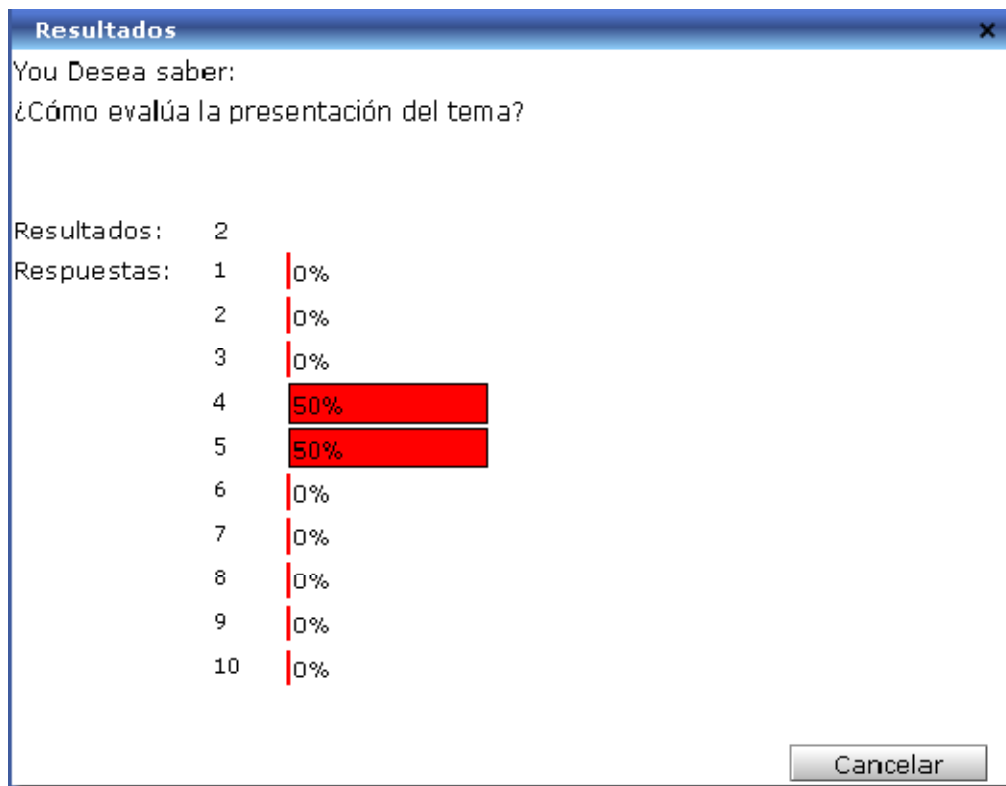 Resultados
You Desea saber:
¿Cómo evalúa la presentación del tema?
Resultados: 2
Respuestas: 1 0%
2 0%
3 0%
4 50%
5 50%
6 0%
7 0%
8 0%
9 0%
10 0%
Cancelar